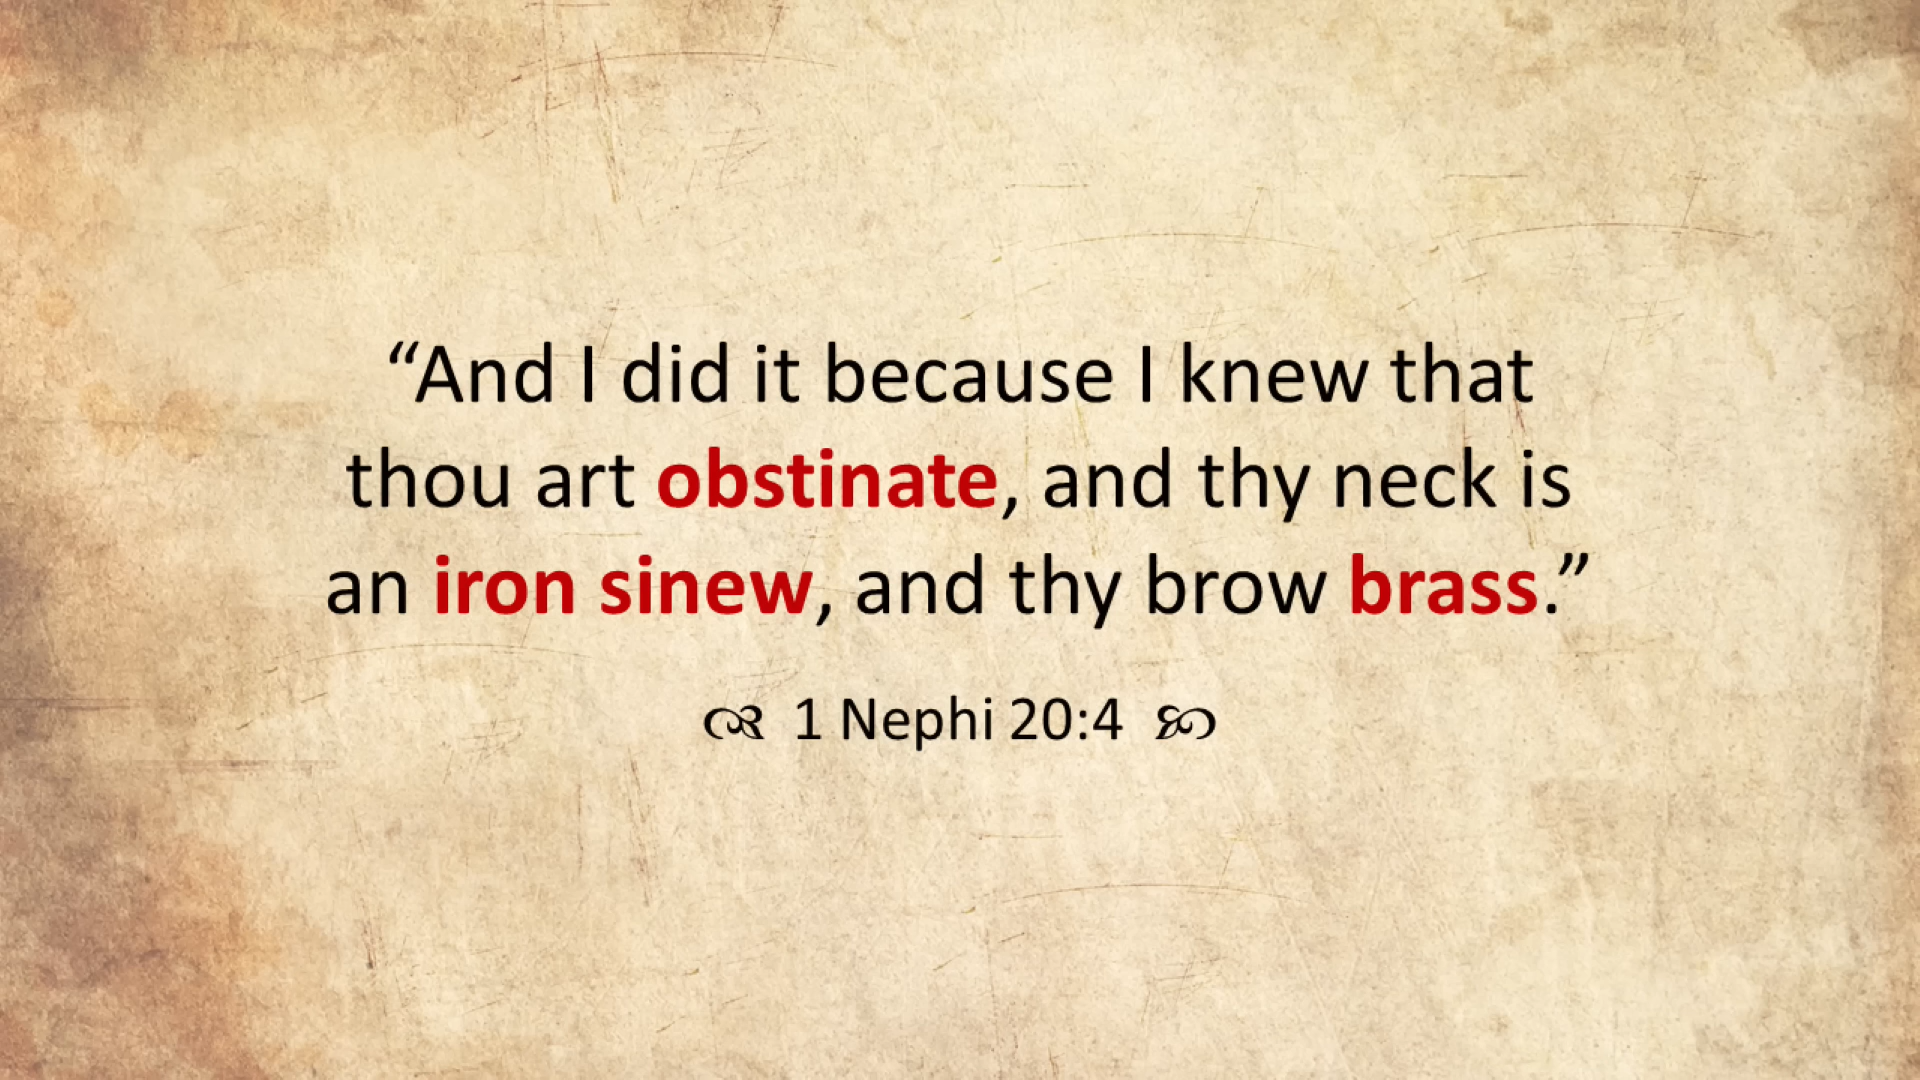 “And I did it because I knew that
thou art obstinate, and thy neck is
an iron sinew, and thy brow brass.”
1 Nephi 20:4